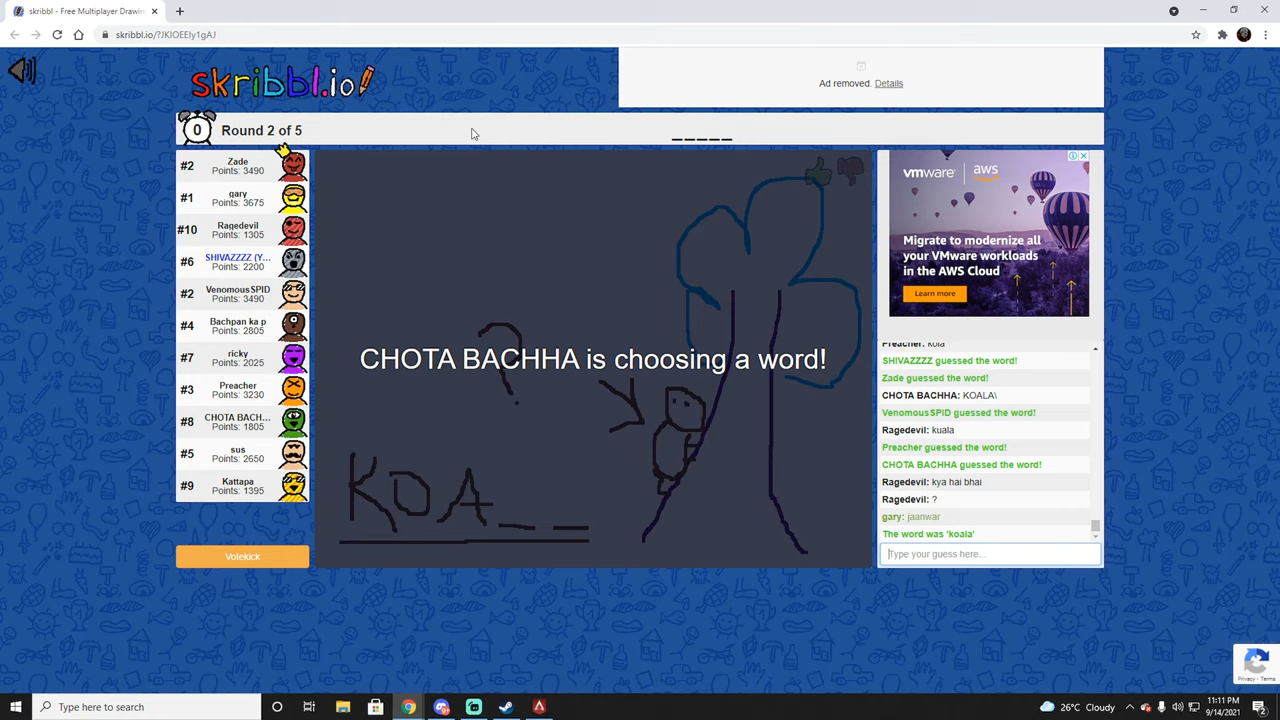 skribbl - Free Multiplayer Drawin
skribbl.io/?JKIOEEIy1gAJ
skribbl.io
Ad removed. Details
0
Round 2 of 5
_____
#2 Zade
Points: 3490
#1 gary
Points: 3675
#10 Ragedevil
Points: 1305
#6 SHIVAZZZZ (Y...
Points: 2200
#2 VenomousSPID
Points: 3490
#4 Bachpan ka p
Points: 2805
#7 ricky
Points: 2025
#3 Preacher
Points: 3230
#8 CHOTA BACH...
Points: 1805
#5 sus
Points: 2650
#9 Kattapa
Points: 1395
Votekick
?
CHOTA BACHHA is choosing a word!
KOA_ _
vmware | aws
Migrate to modernize all
your VMware workloads
in the AWS Cloud
Learn more
Preacher: kola
SHIVAZZZZ guessed the word!
Zade guessed the word!
CHOTA BACHHA: KOALA\
VenomousSPID guessed the word!
Ragedevil: kuala
Preacher guessed the word!
CHOTA BACHHA guessed the word!
Ragedevil: kya hai bhai
Ragedevil: ?
gary: jaanwar
The word was 'koala'
Type your guess here...
Privacy - Terms
Type here to search
26°C Cloudy
11:11 PM
9/14/2021
2